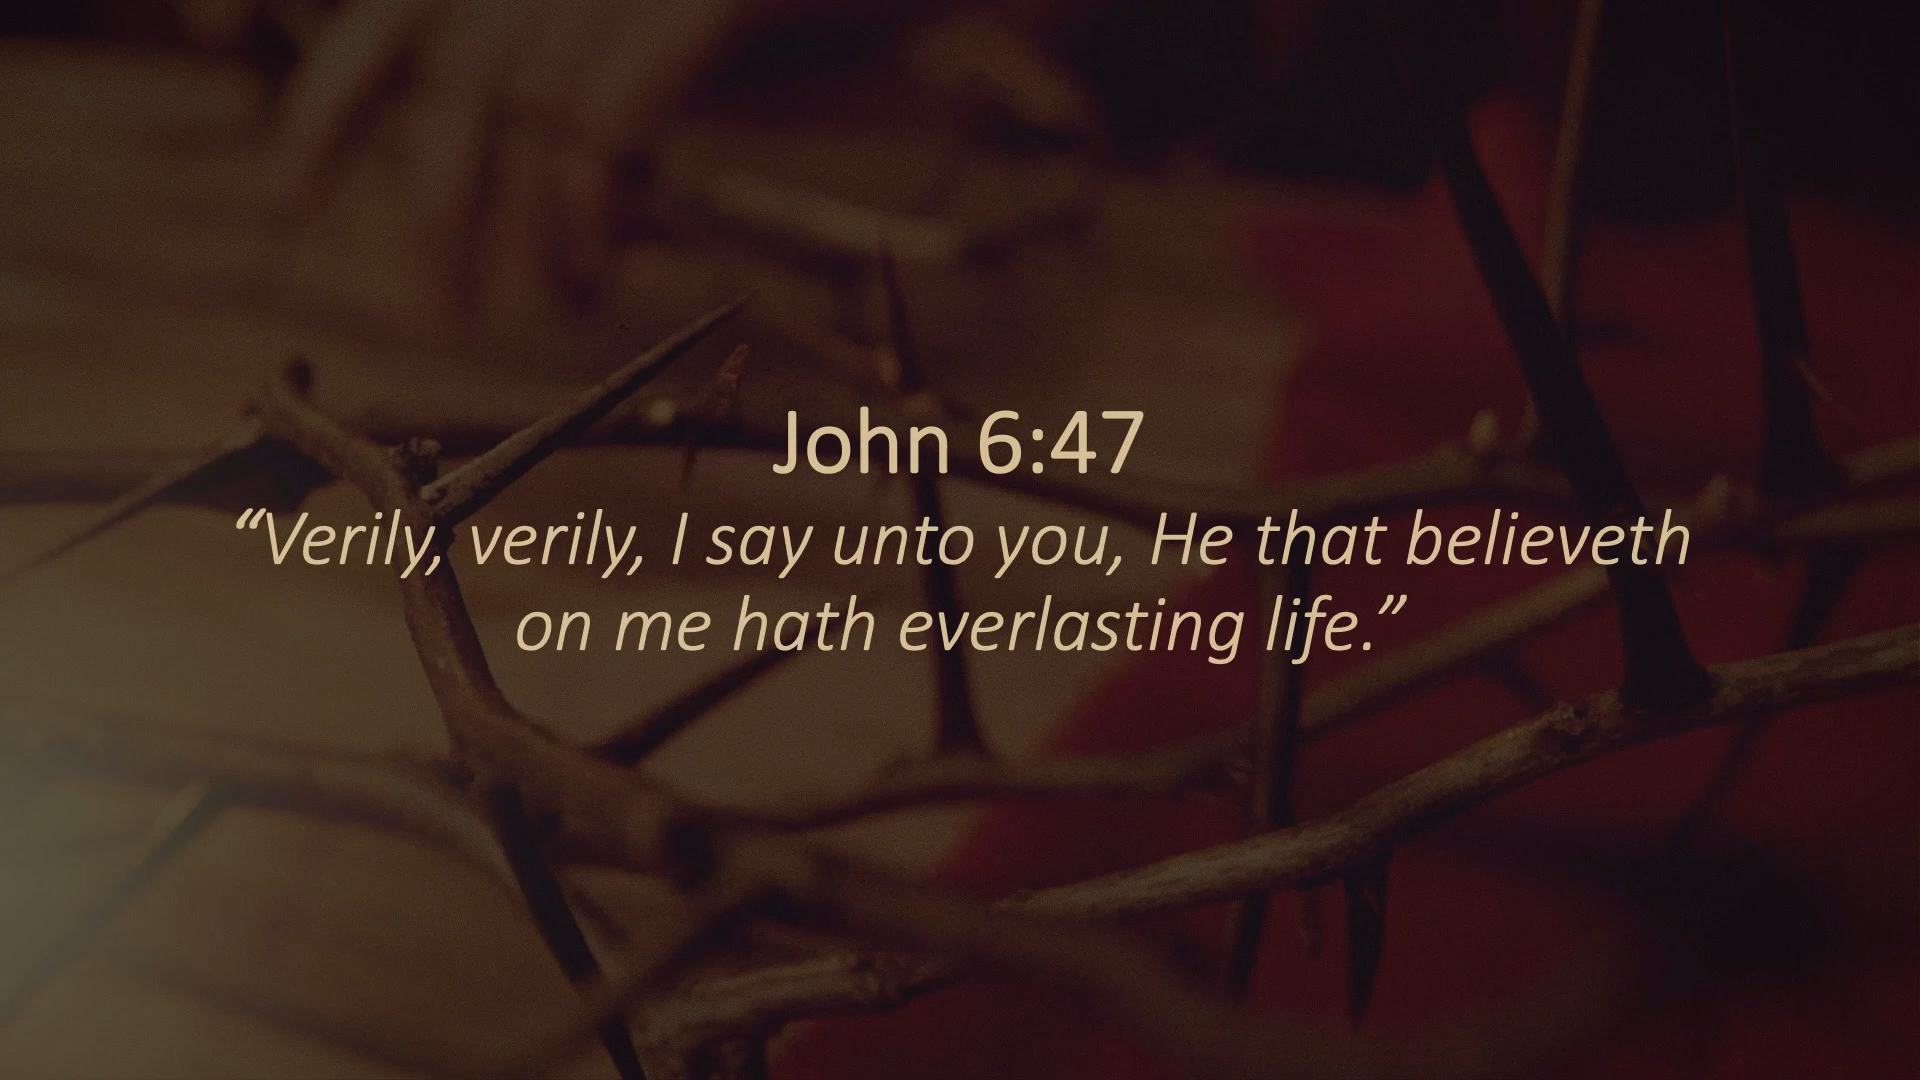 John 6:47
“Verily, verily, I say unto you, He that believeth
on me hath everlasting life.”